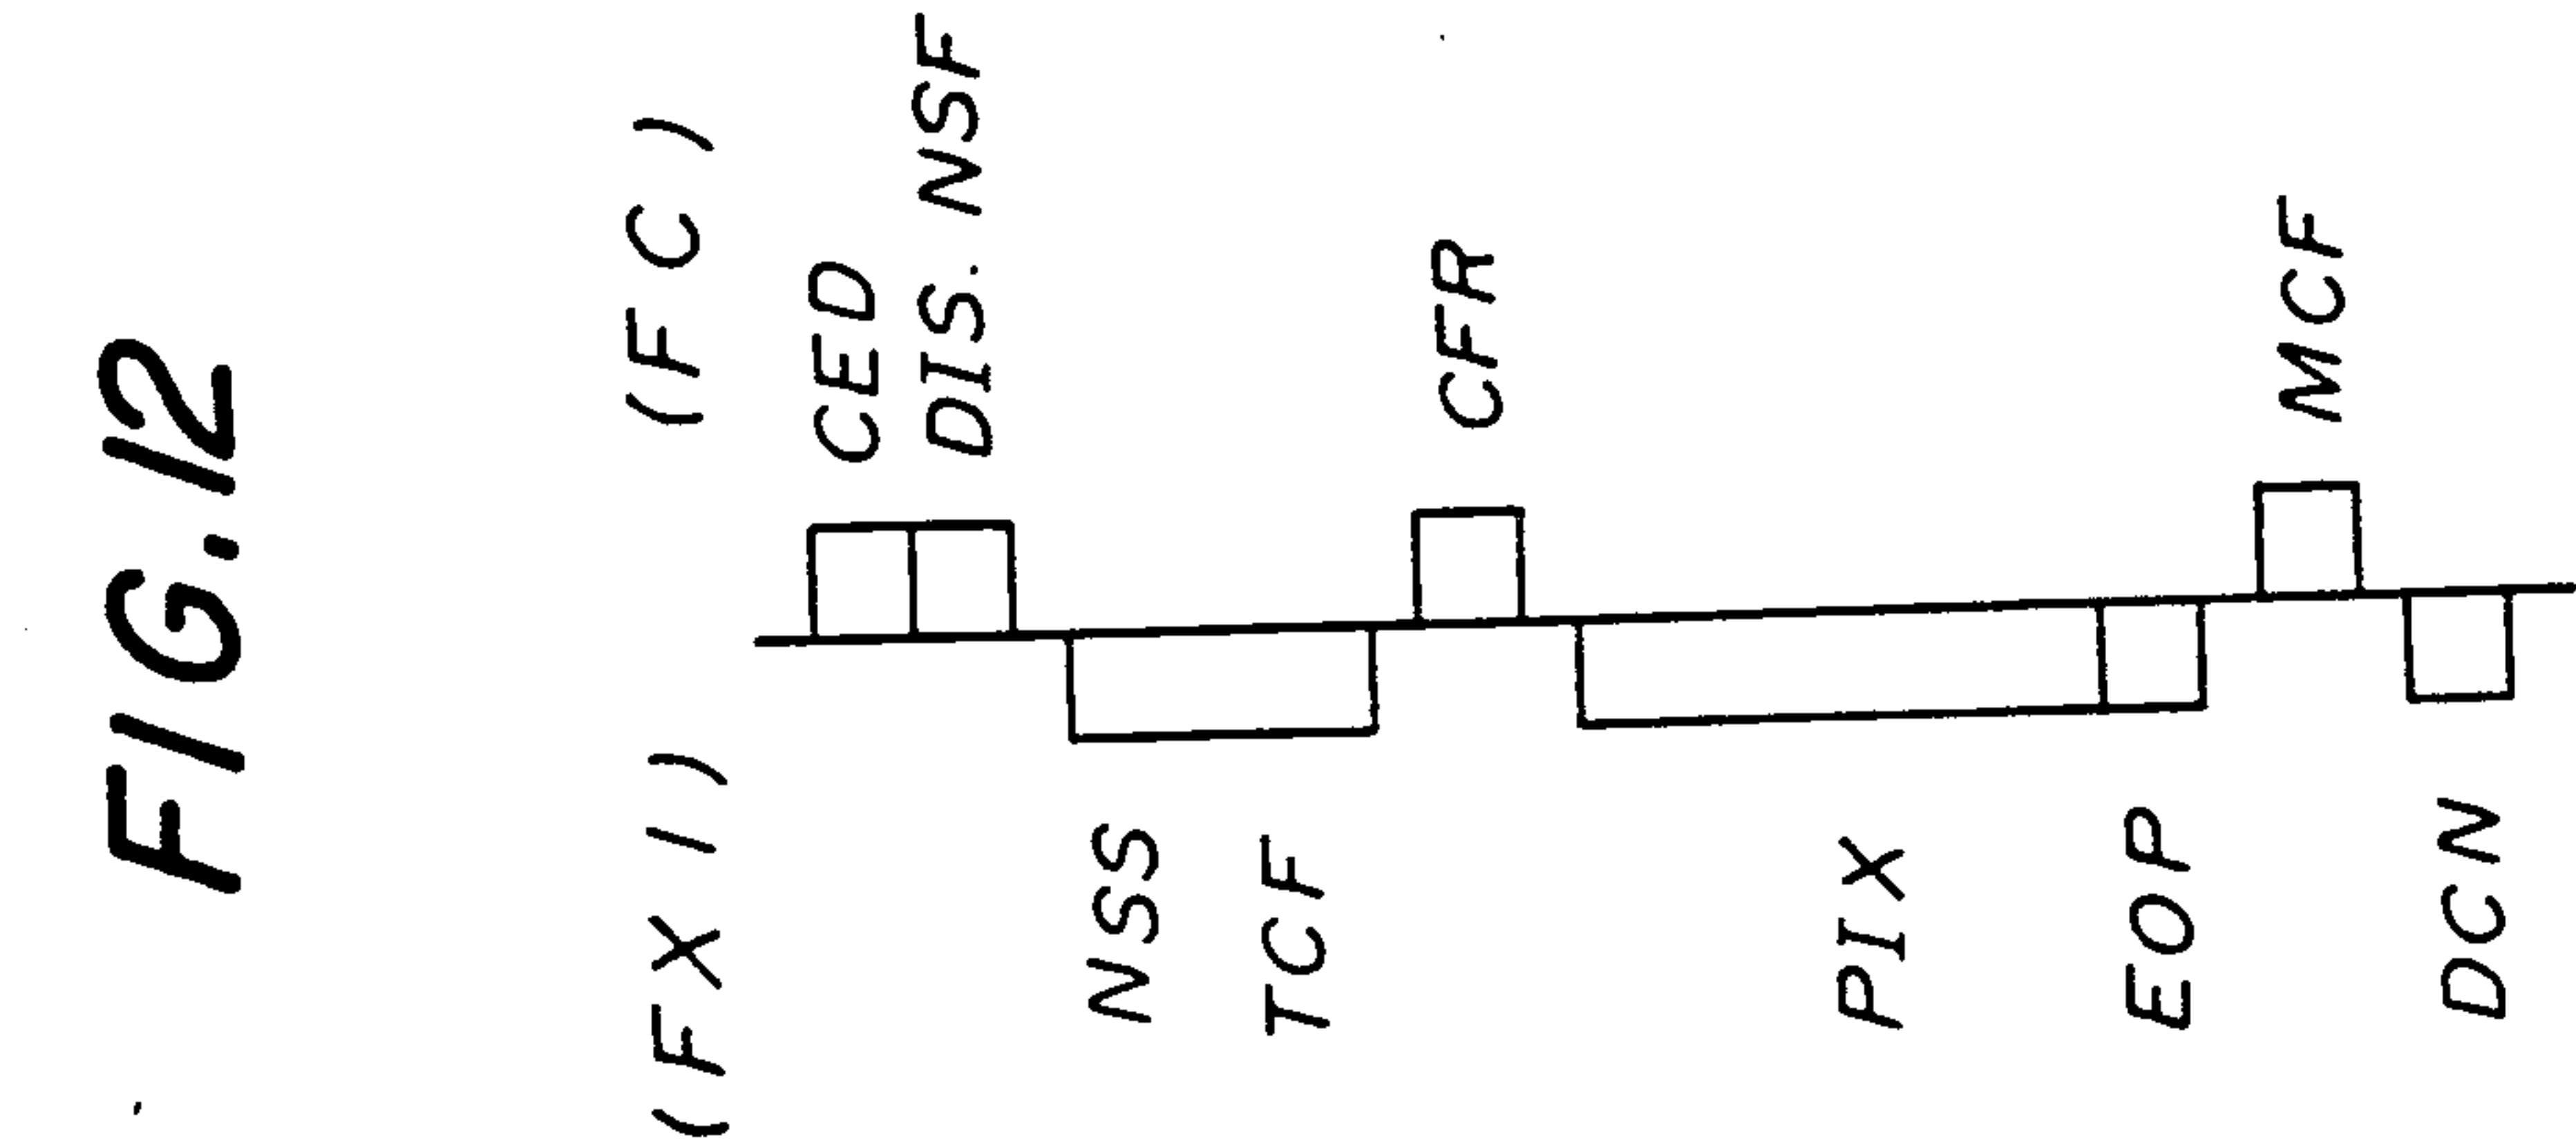 FIG. 12
(FX1) (FC)
CED
DIS. NSF
NSS
TCF
CFR
PIX
EOP
MCF
DCN